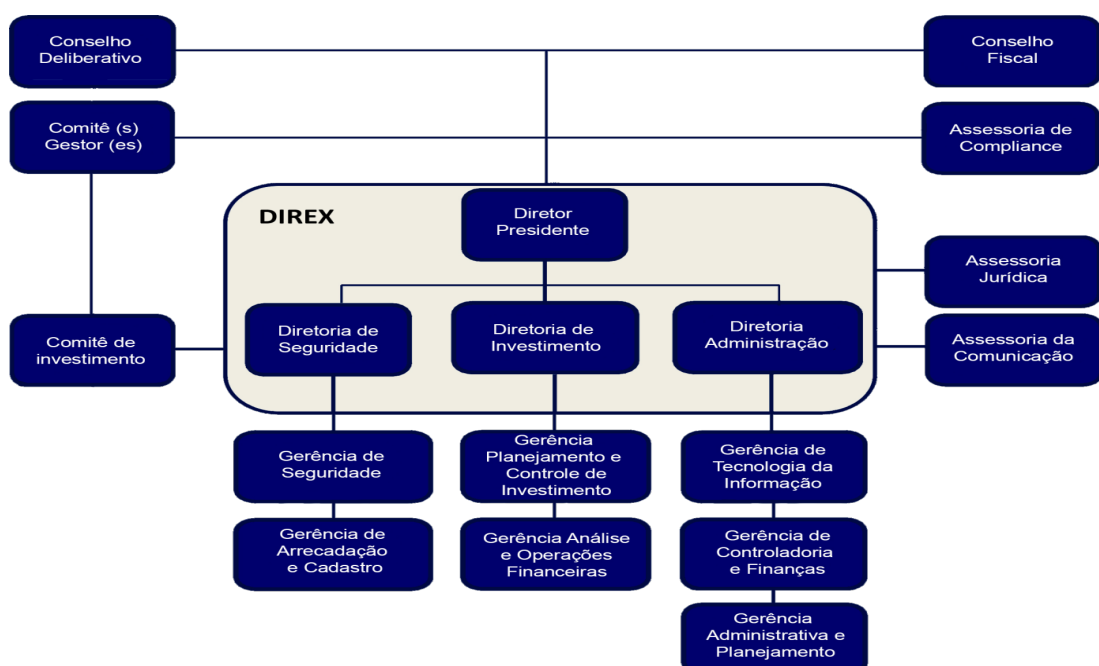 Conselho
Deliberativo
Conselho
Fiscal
Comitê (s)
Gestor (es)
Assessoria de
Compliance
DIREX
Diretor
Presidente
Assessoria
Jurídica
Comitê de
investimento
Diretoria de
Seguridade
Diretoria de
Investimento
Diretoria
Administração
Assessoria da
Comunicação
Gerência de
Seguridade
Gerência
Planejamento e
Controle de
Investimento
Gerência de
Tecnologia da
Informação
Gerência de
Arrecadação
e Cadastro
Gerência Análise
e Operações
Financeiras
Gerência de
Controladoria
e Finanças
Gerência
Administrativa e
Planejamento